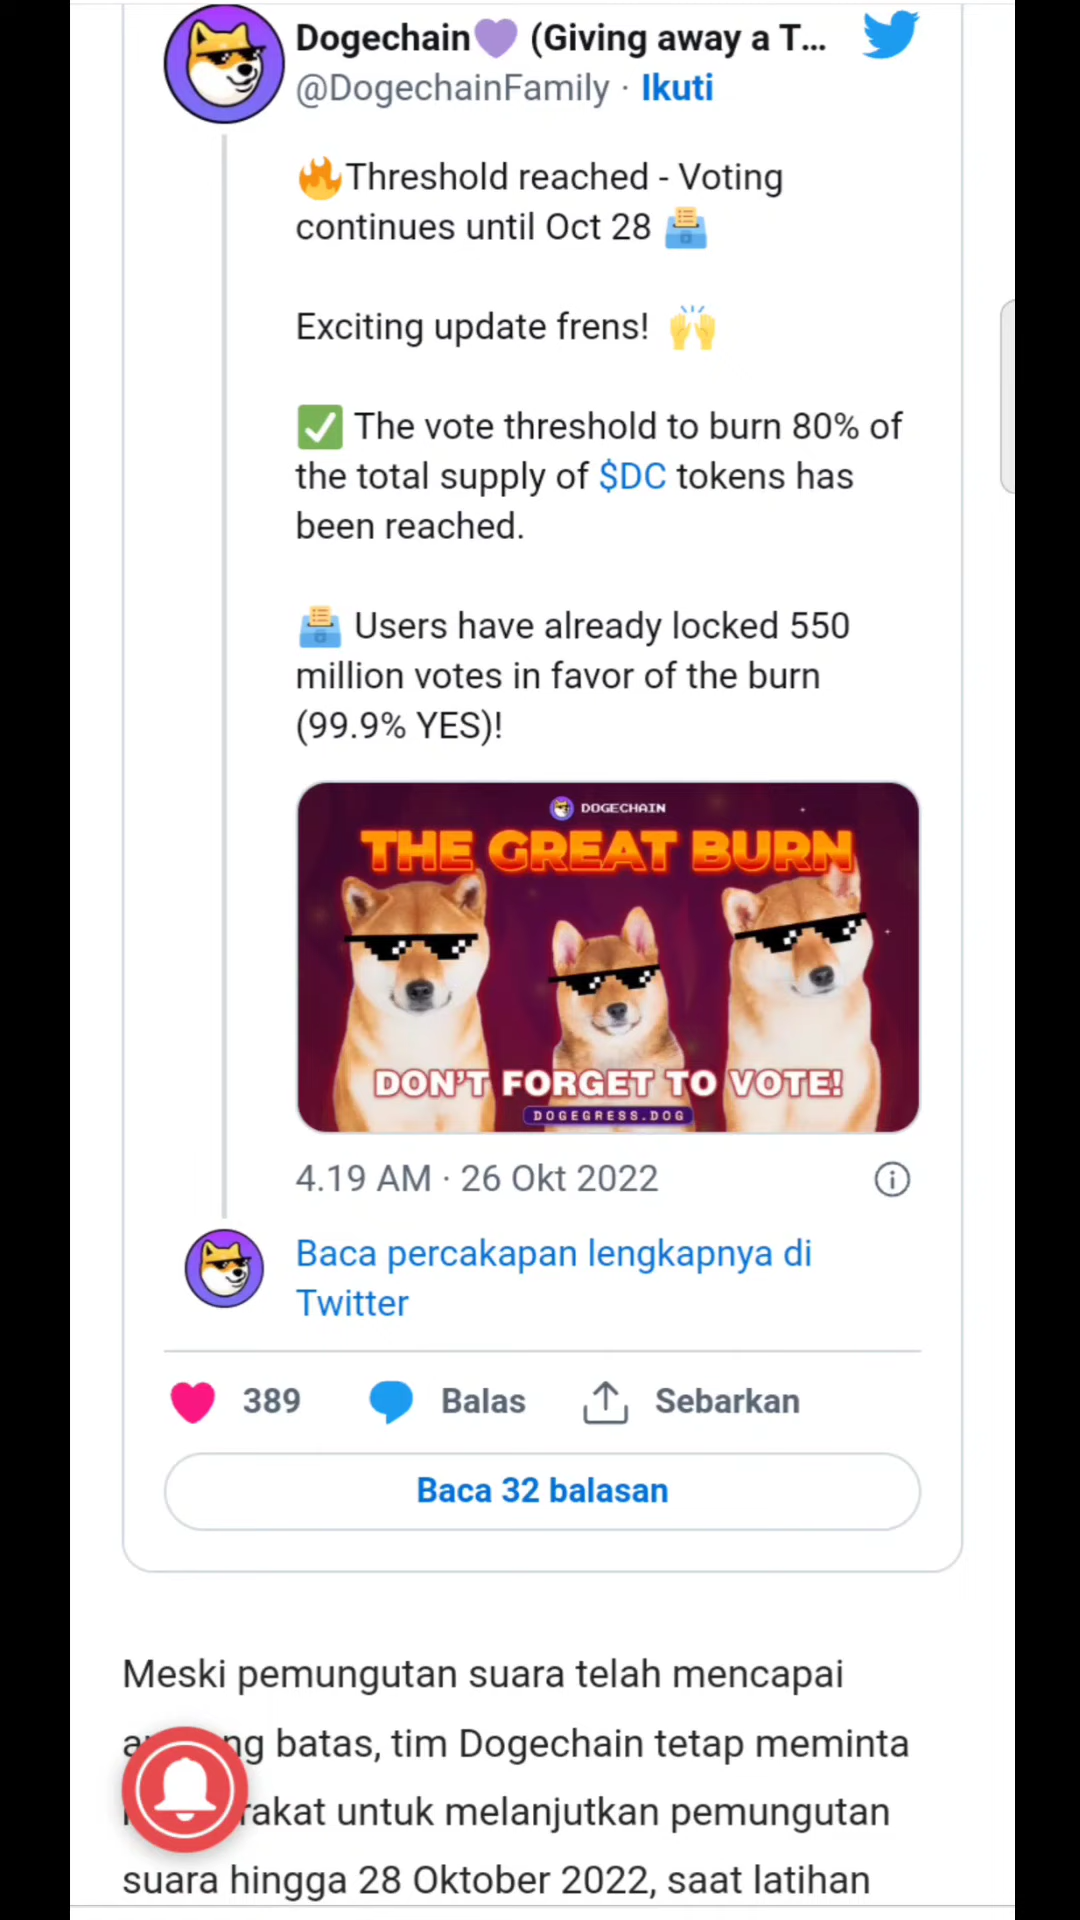 Dogechain💜 (Giving away a T...
@DogechainFamily · Ikuti
🔥Threshold reached - Voting
continues until Oct 28 🗳️
Exciting update frens! 🙌
✅ The vote threshold to burn 80% of
the total supply of $DC tokens has
been reached.
🗳️ Users have already locked 550
million votes in favor of the burn
(99.9% YES)!
DOGECHAIN
THE GREAT BURN
DON'T FORGET TO VOTE!
DOGEGRESS.DOG
4.19 AM · 26 Okt 2022
Baca percakapan lengkapnya di
Twitter
389 Balas Sebarkan
Baca 32 balasan
Meski pemungutan suara telah mencapai
batas, tim Dogechain tetap meminta
untuk melanjutkan pemungutan
suara hingga 28 Oktober 2022, saat latihan